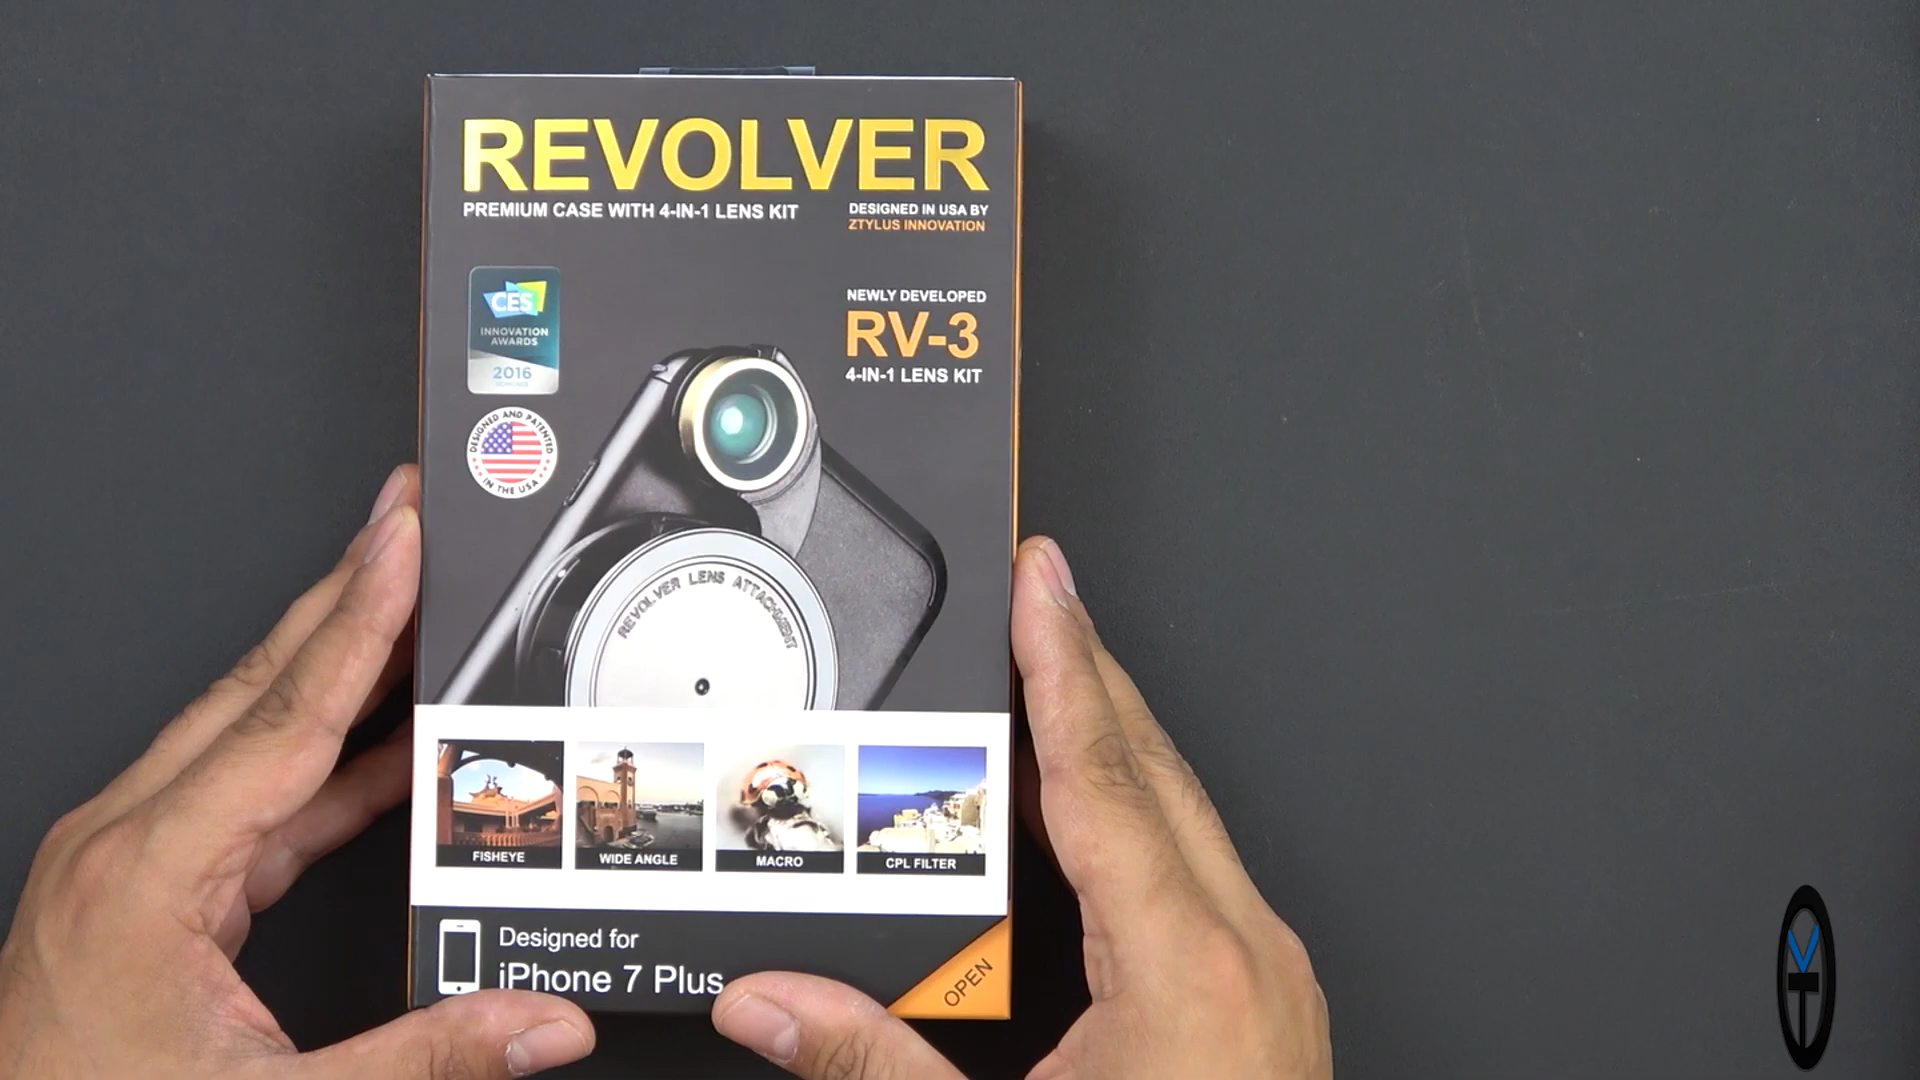 REVOLVER
PREMIUM CASE WITH 4-IN-1 LENS KIT
DESIGNED IN USA BY
ZTYLUS INNOVATION
CES
INNOVATION
AWARDS
2016
DESIGNED AND PATENTED
IN THE USA
NEWLY DEVELOPED
RV-3
4-IN-1 LENS KIT
REVOLVER LENS ATTACHMENT
FISHEYE
WIDE ANGLE
MACRO
CPL FILTER
Designed for
iPhone 7 Plus
OPEN
VT